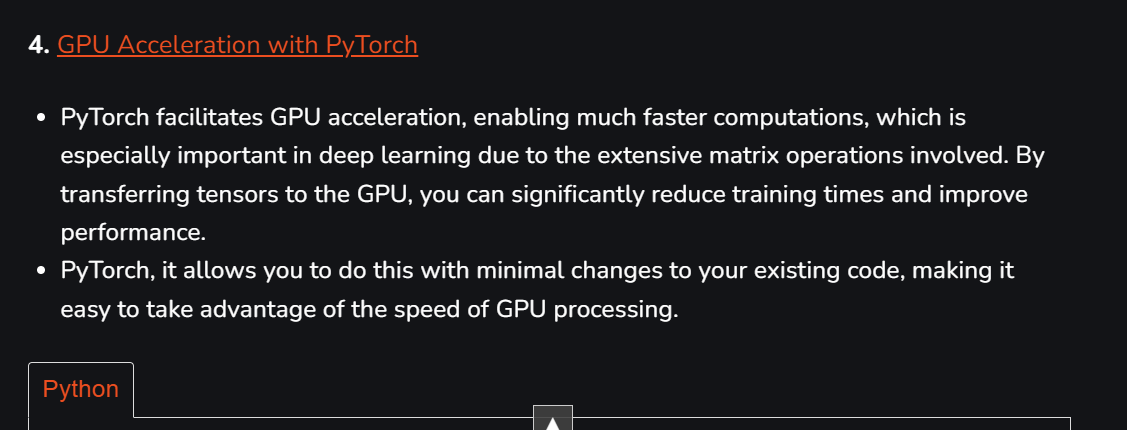 4. GPU Acceleration with PyTorch
• PyTorch facilitates GPU acceleration, enabling much faster computations, which is
especially important in deep learning due to the extensive matrix operations involved. By
transferring tensors to the GPU, you can significantly reduce training times and improve
performance.
• PyTorch, it allows you to do this with minimal changes to your existing code, making it
easy to take advantage of the speed of GPU processing.
Python